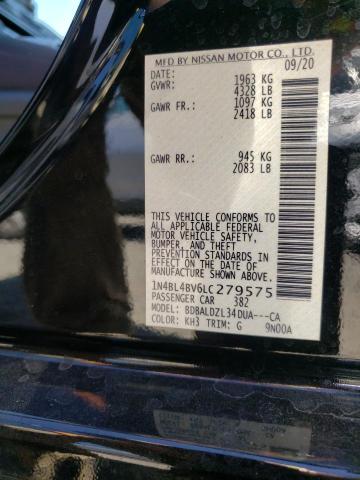 MFD BY NISSAN MOTOR CO., LTD.
DATE: 09/20
GVWR: 1963 KG
4328 LB
GAWR FR.: 1097 KG
2418 LB
GAWR RR.: 945 KG
2083 LB
THIS VEHICLE CONFORMS TO ALL
APPLICABLE FEDERAL
MOTOR VEHICLE SAFETY,
BUMPER, AND THEFT
PREVENTION STANDARDS IN
EFFECT ON THE DATE OF
MANUFACTURE SHOWN ABOVE.
1N4BL4BV6LC279575
PASSENGER CAR 382
MODEL: BDBALDZL34DUA---CA
COLOR: KH3 TRIM: G 9N00A